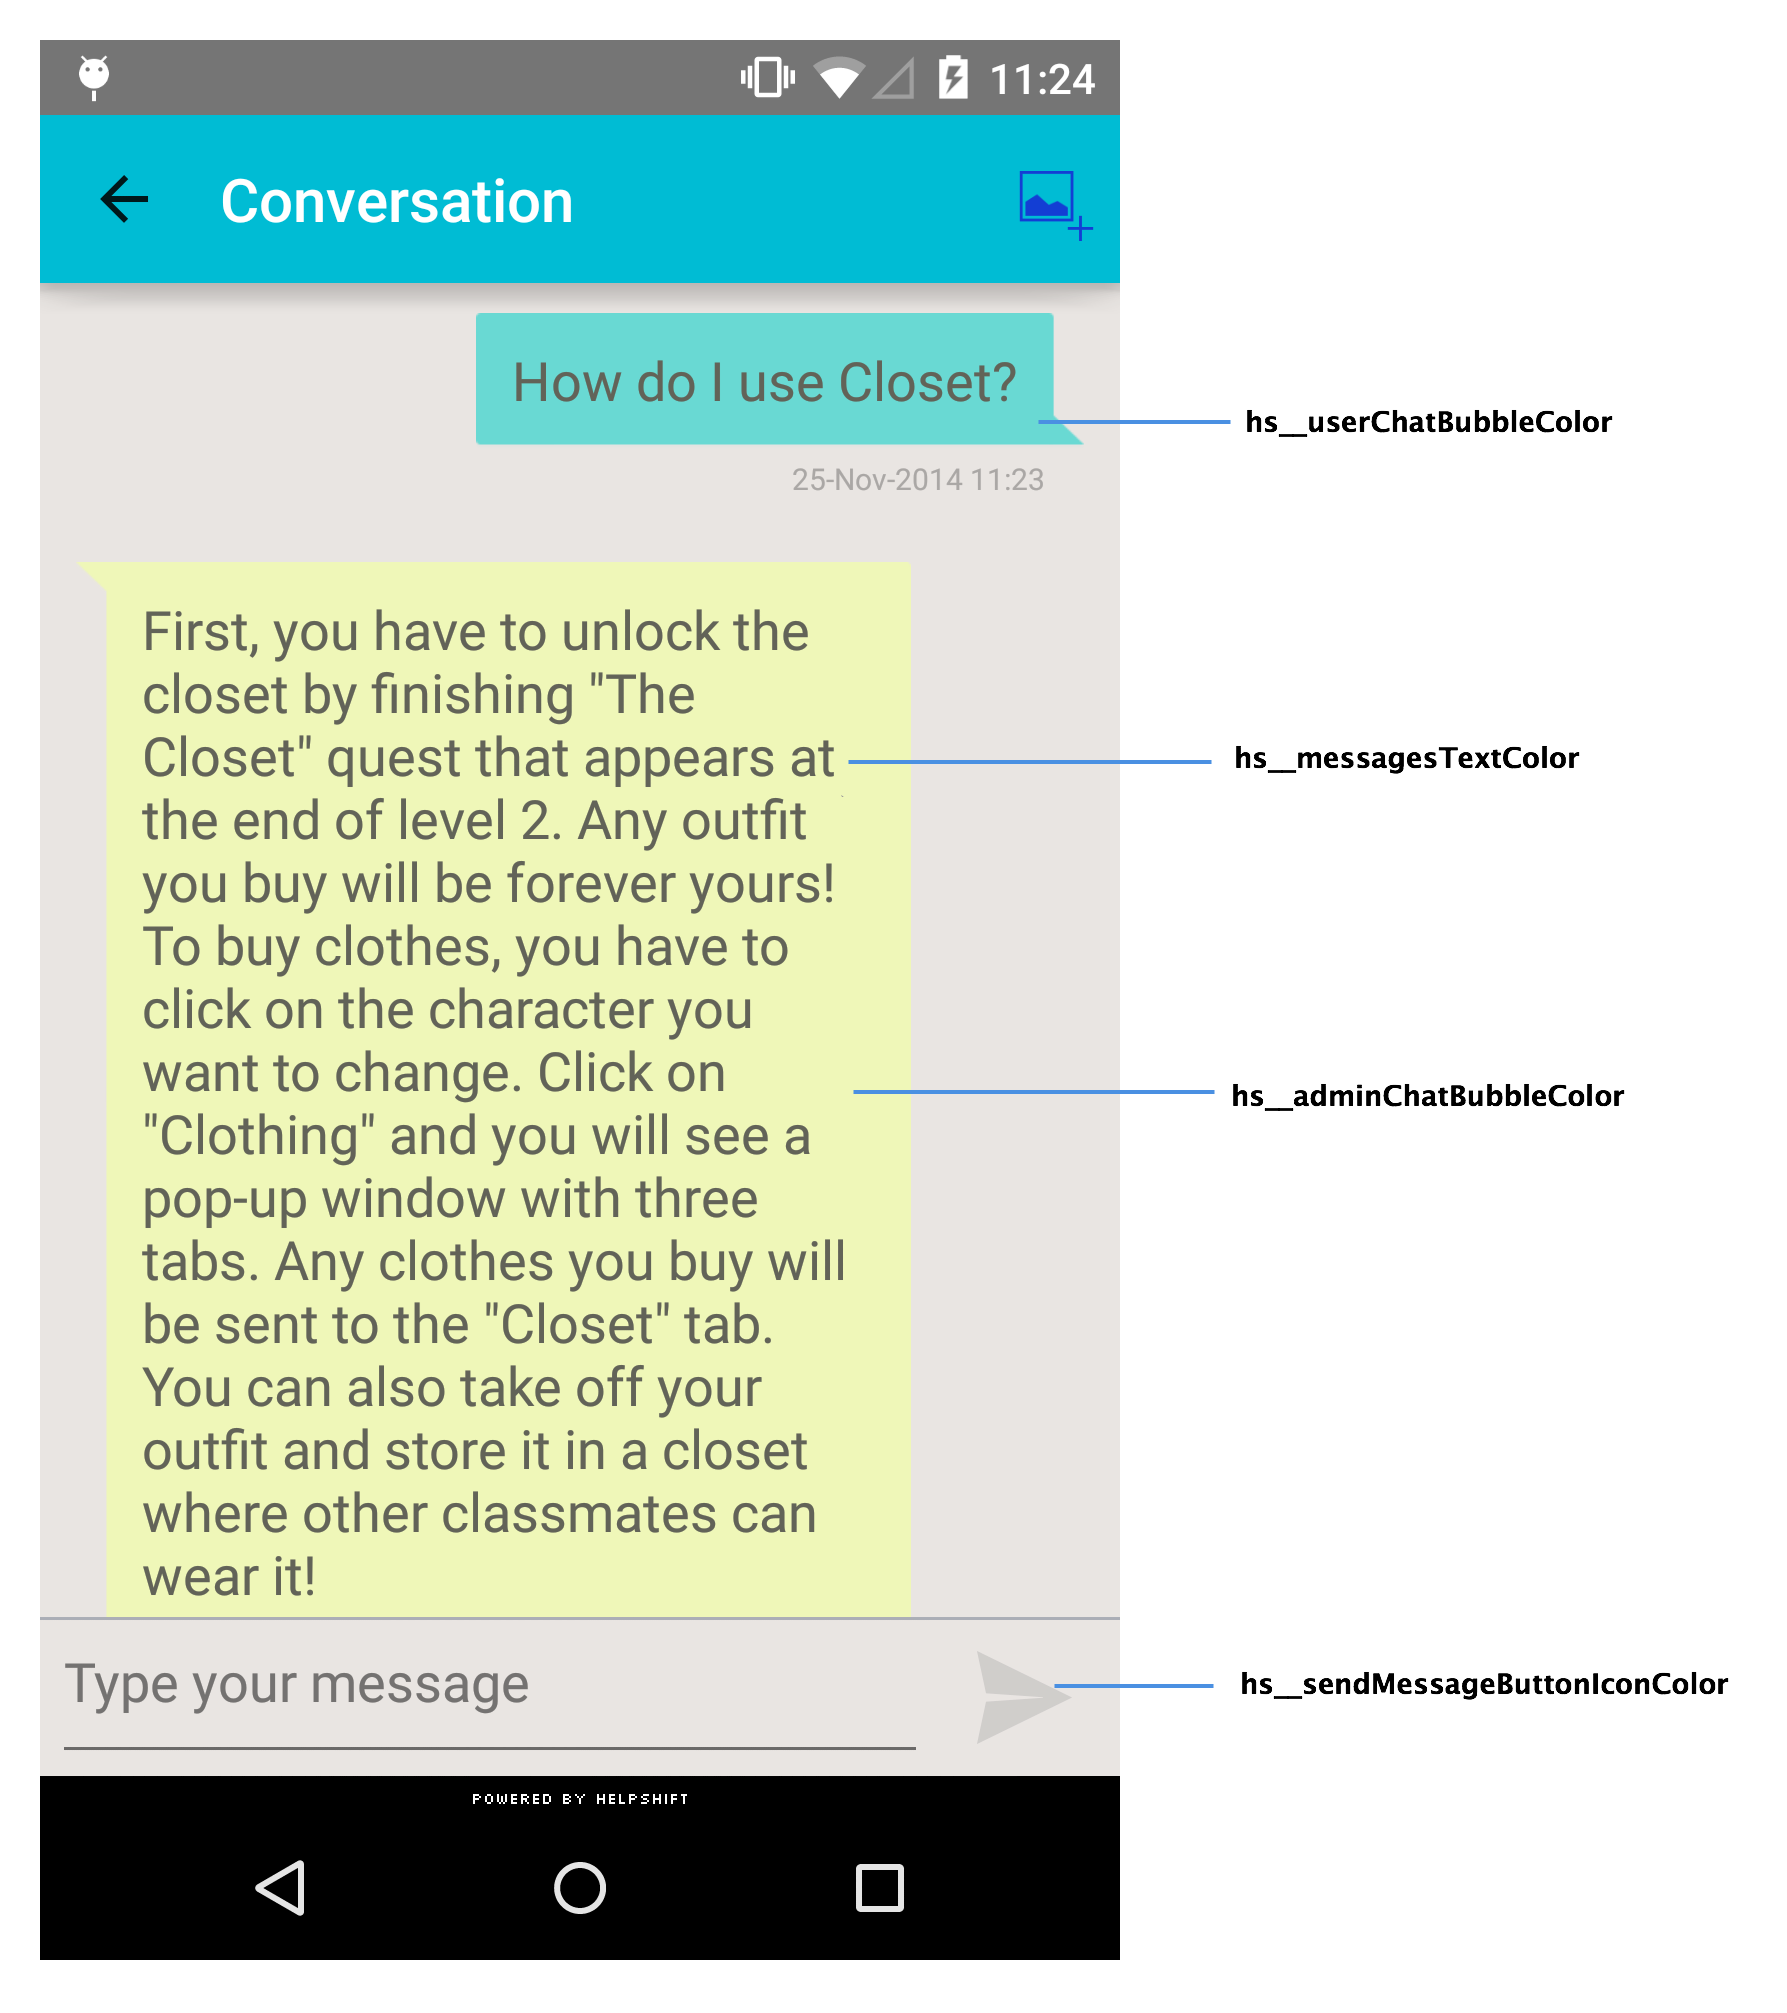 11:24
Conversation
How do I use Closet?
hs__userChatBubbleColor
25-Nov-2014 11:23
First, you have to unlock the
closet by finishing "The
Closet" quest that appears at
hs__messagesTextColor
the end of level 2. Any outfit
you buy will be forever yours!
To buy clothes, you have to
click on the character you
want to change. Click on
hs__adminChatBubbleColor
"Clothing" and you will see a
pop-up window with three
tabs. Any clothes you buy will
be sent to the "Closet" tab.
You can also take off your
outfit and store it in a closet
where other classmates can
wear it!
Type your message
hs__sendMessageButtonIconColor
POWERED BY HELPSHIFT